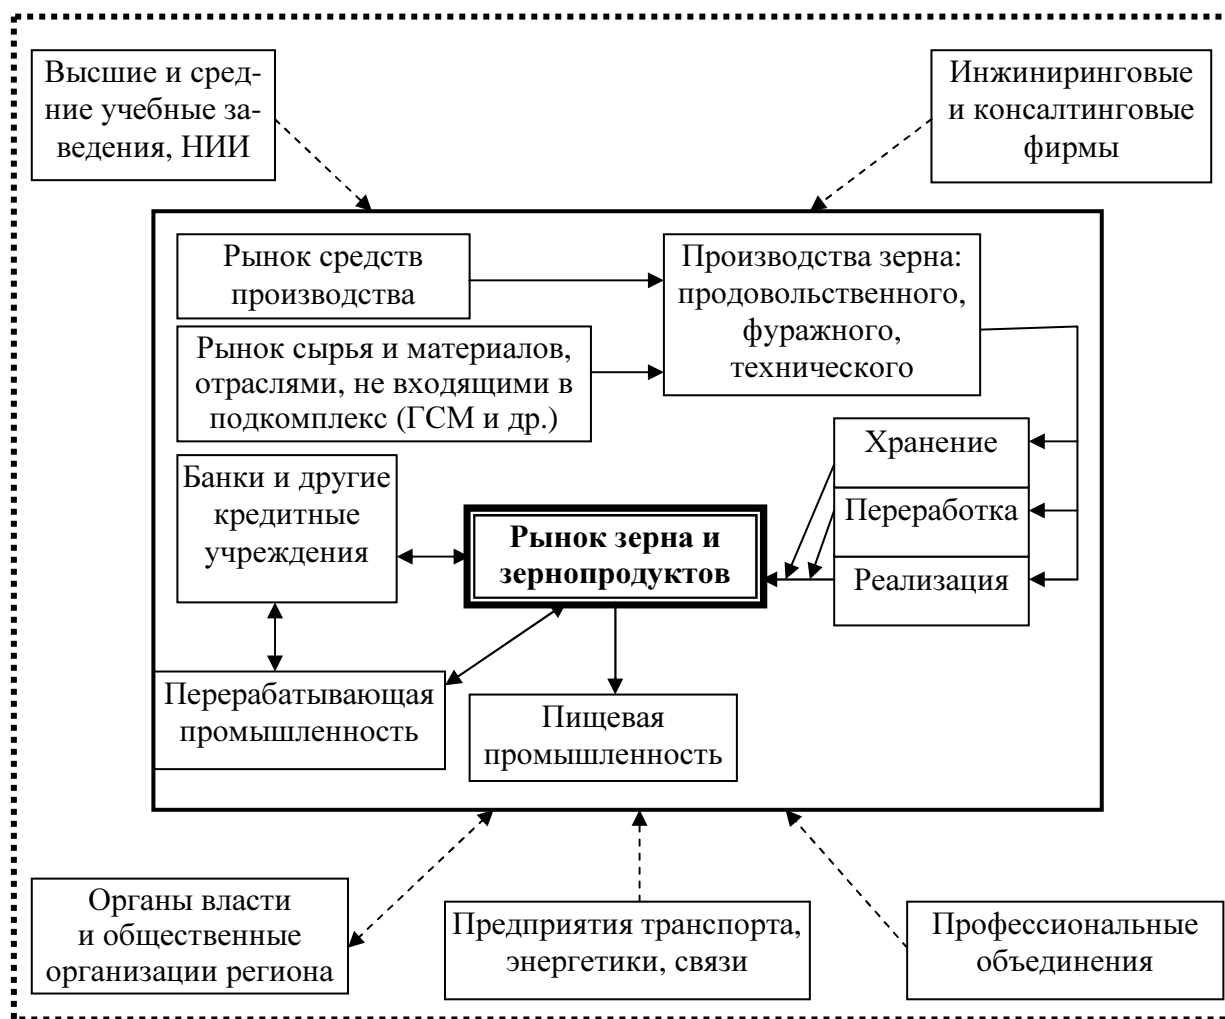 Высшие и сред-
ние учебные за-
ведения, НИИ
Инжиниринговые
и консалтинговые
фирмы
Рынок средств
производства
Производства зерна:
продовольственного,
фуражного,
технического
Рынок сырья и материалов,
отраслями, не входящими в
подкомплекс (ГСМ и др.)
Хранение
Переработка
Реализация
Банки и другие
кредитные
учреждения
Рынок зерна и
зернопродуктов
Перерабатывающая
промышленность
Пищевая
промышленность
Органы власти
и общественные
организации региона
Предприятия транспорта,
энергетики, связи
Профессиональные
объединения